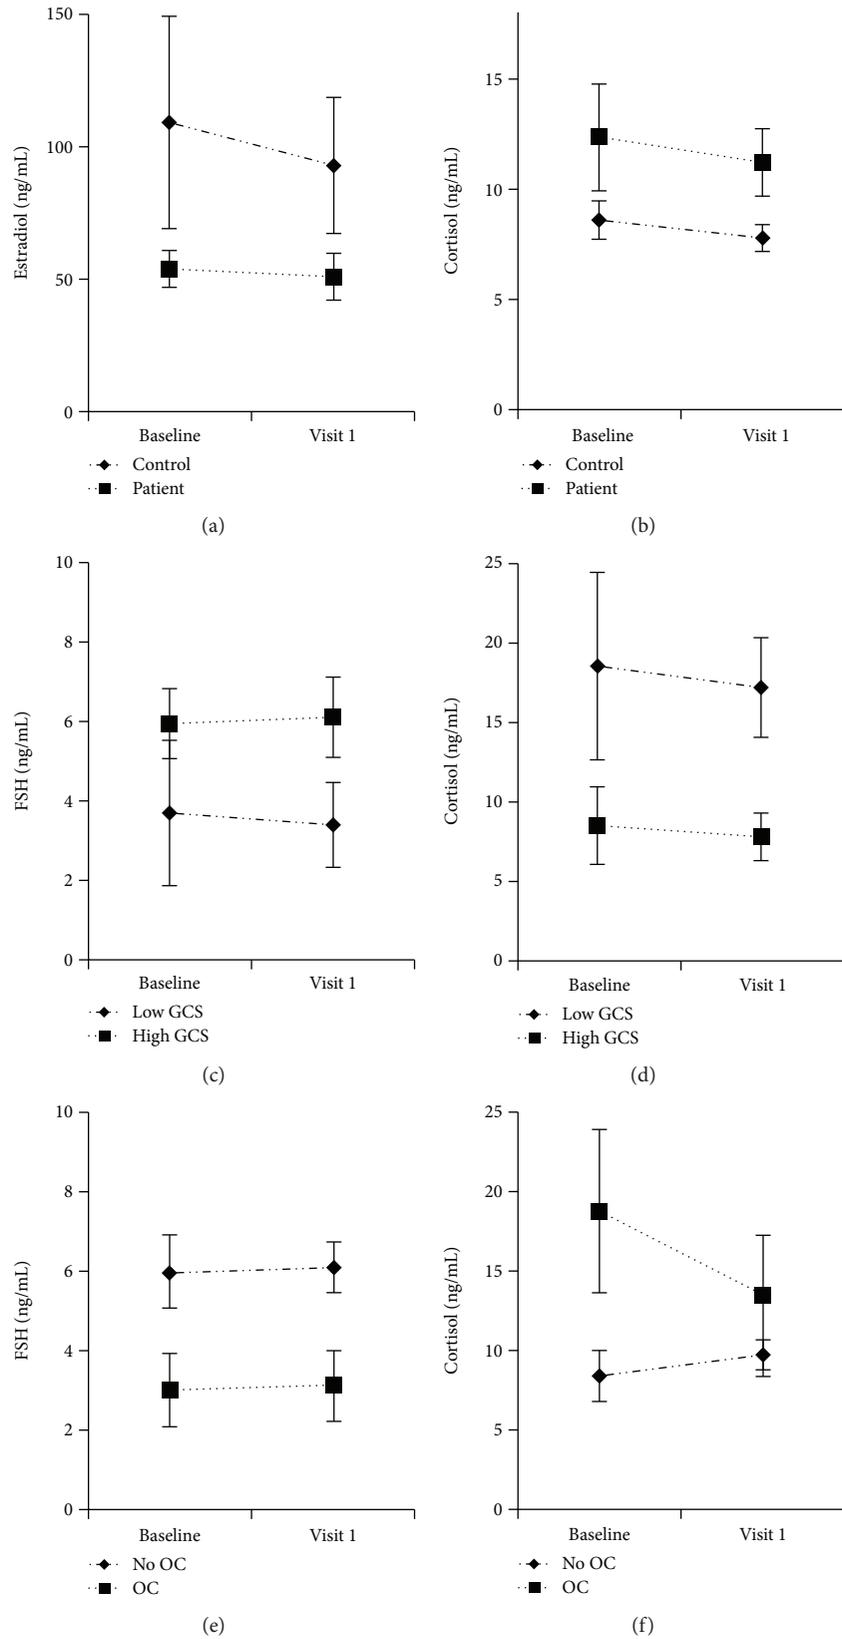 150
100
50
0
Estradiol (ng/mL)
Baseline Visit 1
Control
Patient
(a)
15
10
5
0
Cortisol (ng/mL)
Baseline Visit 1
Control
Patient
(b)
10
8
6
4
2
0
FSH (ng/mL)
Baseline Visit 1
Low GCS
High GCS
(c)
25
20
15
10
5
0
Cortisol (ng/mL)
Baseline Visit 1
Low GCS
High GCS
(d)
10
8
6
4
2
0
FSH (ng/mL)
Baseline Visit 1
No OC
OC
(e)
25
20
15
10
5
0
Cortisol (ng/mL)
Baseline Visit 1
No OC
OC
(f)